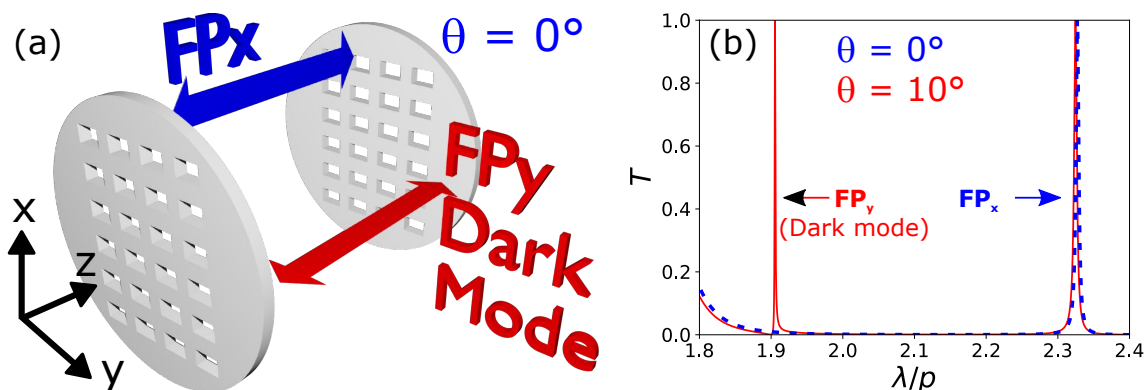 (a)
FPx
θ = 0°
FPy
Dark
Mode
x
z
y
(b)
θ = 0°
θ = 10°
FPy
(Dark mode)
FPx
T
1.0
0.8
0.6
0.4
0.2
0.0
1.8 1.9 2.0 2.1 2.2 2.3 2.4
λ/p